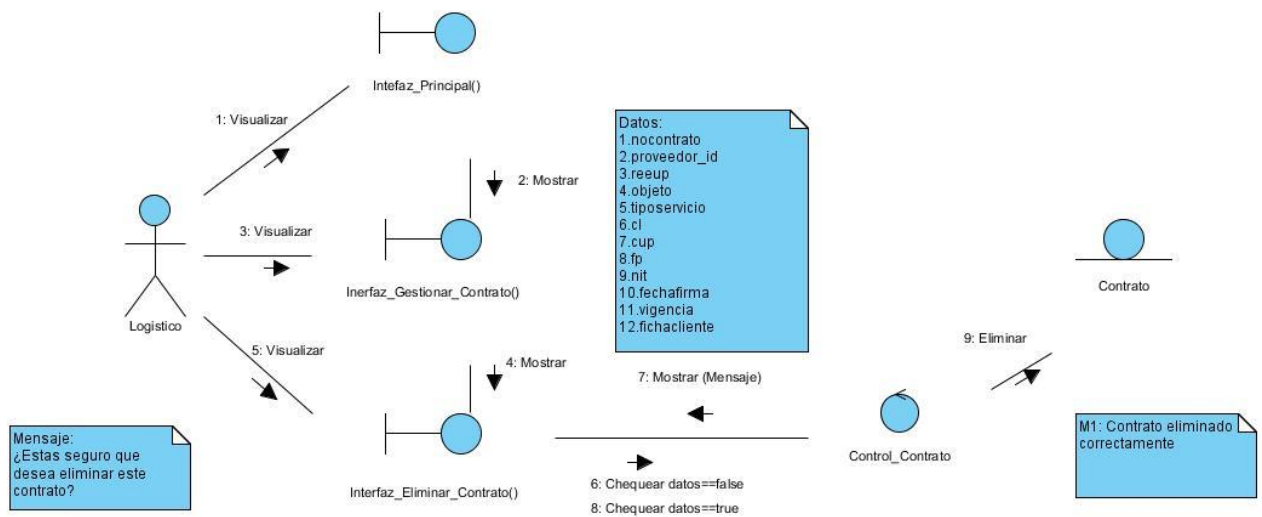 Intefaz_Principal()
1: Visualizar
Datos:
1.nocontrato
2.proveedor_id
3.reeup
4.objeto
5.tiposervicio
6.cl
7.cup
8.fp
9.nit
10.fechafirma
11.vigencia
12.fichacliente
2: Mostrar
3: Visualizar
Inerfaz_Gestionar_Contrato()
Contrato
Logistico
5: Visualizar
4: Mostrar
7: Mostrar (Mensaje)
9: Eliminar
Mensaje:
¿Estas seguro que
desea eliminar este
contrato?
Interfaz_Eliminar_Contrato()
Control_Contrato
M1: Contrato eliminado
correctamente
6: Chequear datos==false
8: Chequear datos==true